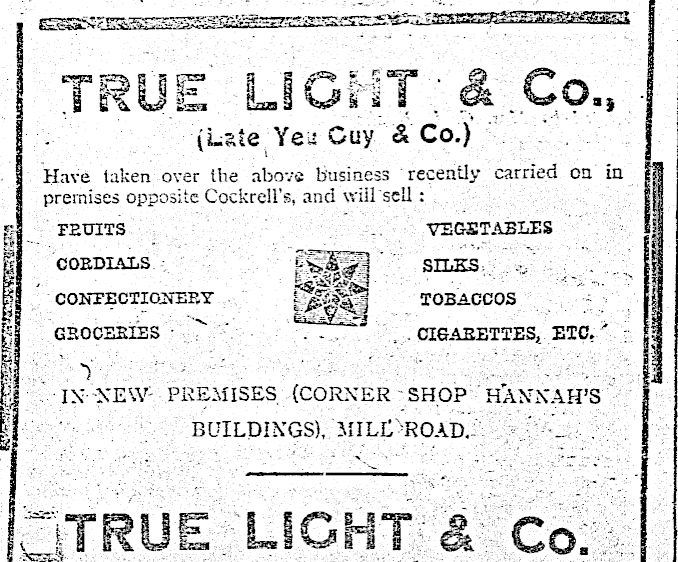 TRUE LIGHT & Co.,
(Late Yee Guy & Co.)
Have taken over the above business recently carried on in
premises opposite Cockrell's, and will sell :
FRUITS
CORDIALS
CONFECTIONERY
GROCERIES
VEGETABLES
SILKS
TOBACCOS
CIGARETTES, ETC.
IN NEW PREMISES (CORNER SHOP HANNAH'S
BUILDINGS), MILL ROAD.
TRUE LIGHT & Co.